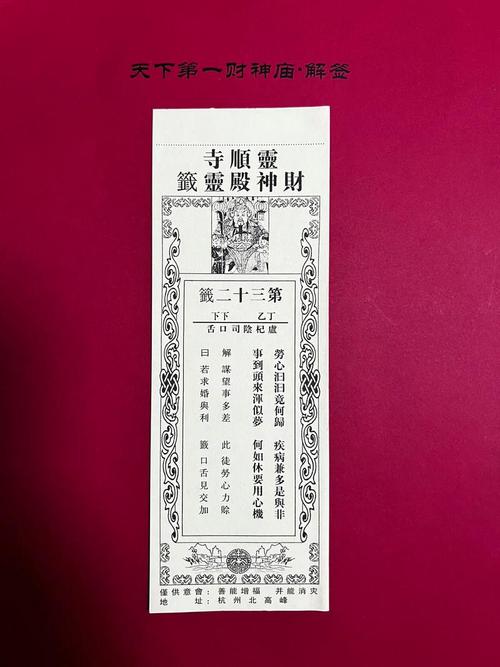 天下第一财神庙·解签
靈順寺
財神殿靈籤
第三十二籤
丁乙 下下
盧杞陰司口舌
勞心汩汩竟何歸 疾病兼多是與非
事到頭來渾似夢 何如休要用心機
解 謀望事多差 此 徒勞心力賒
曰 若求婚與利 籤 口舌見交加
僅供意會：善能增福 并能消灾
地址：杭州北高峰